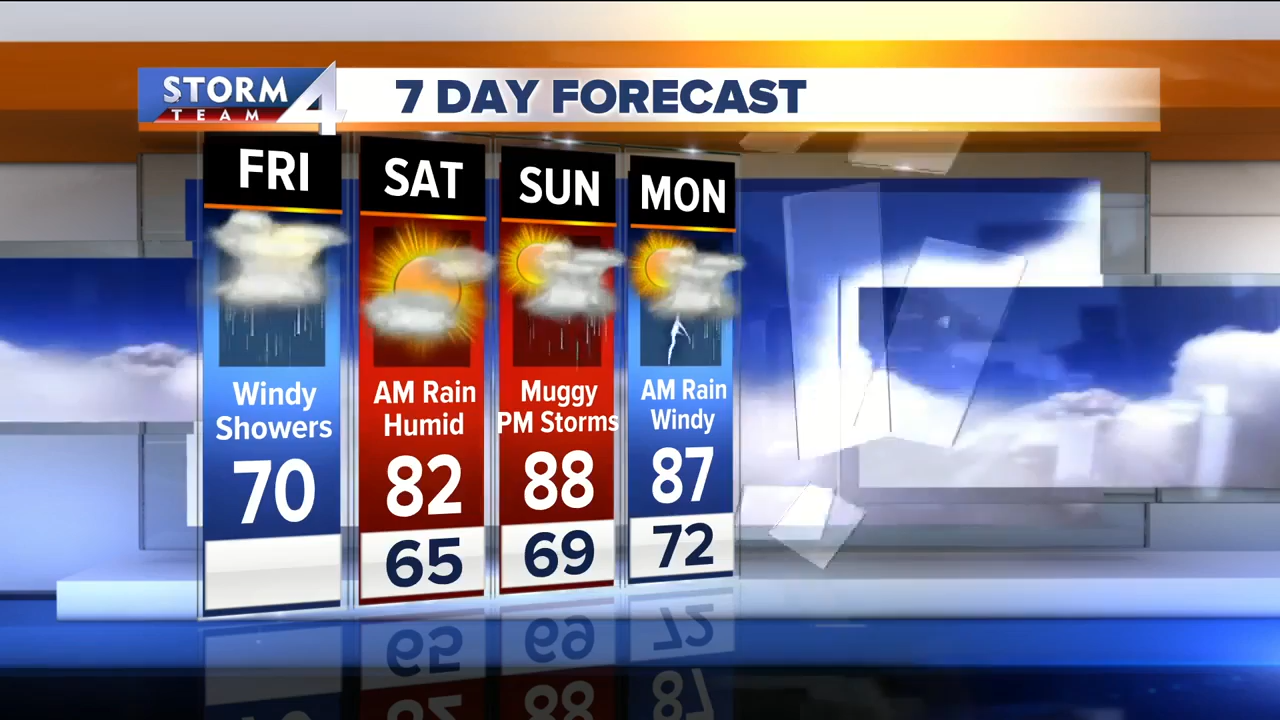 STORM
TEAM
4
7 DAY FORECAST
FRI
Windy
Showers
70
SAT
AM Rain
Humid
82
65
SUN
Muggy
PM Storms
88
69
MON
AM Rain
Windy
87
72